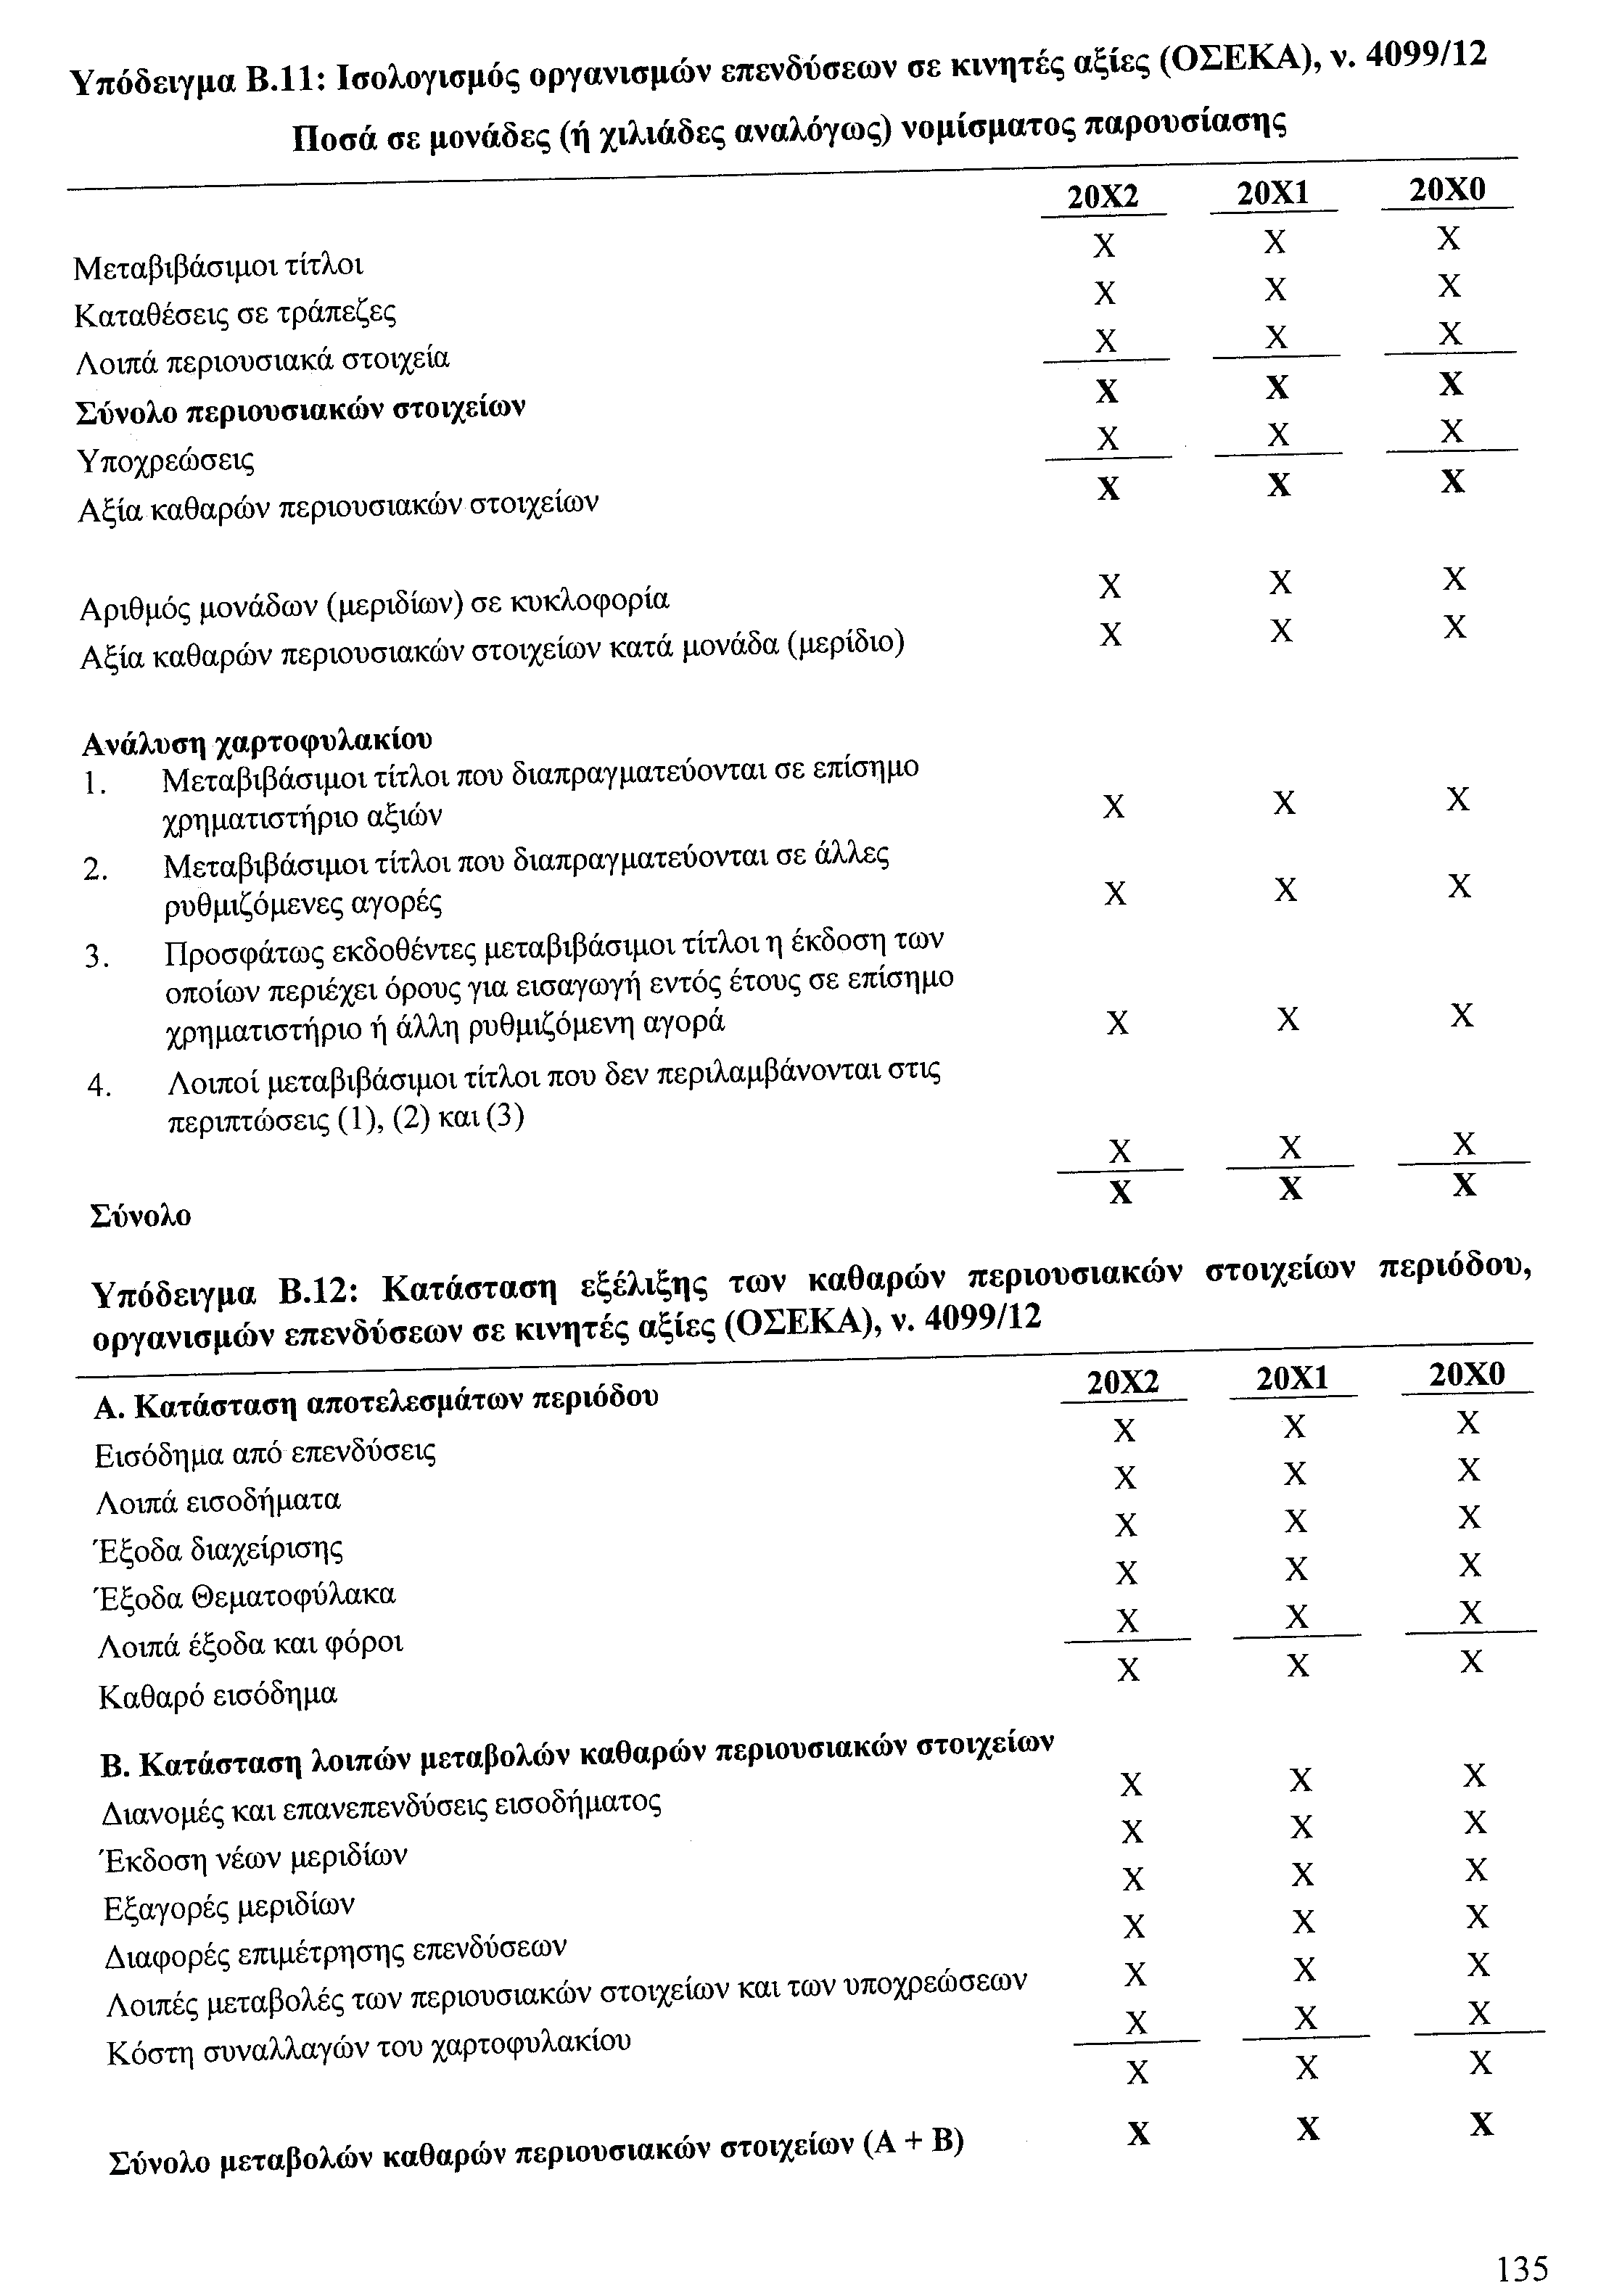 Υπόδειγμα Β.11: Ισολογισμός οργανισμών επενδύσεων σε κινητές αξίες (ΟΣΕΚΑ), ν. 4099/12
Ποσά σε μονάδες (ή χιλιάδες αναλόγως) νομίσματος παρουσίασης
20X2 20X1 20X0
Μεταβιβάσιμοι τίτλοι X X X
Καταθέσεις σε τράπεζες X X X
Λοιπά περιουσιακά στοιχεία X X X
Σύνολο περιουσιακών στοιχείων X X X
Υποχρεώσεις X X X
Αξία καθαρών περιουσιακών στοιχείων X X X
Αριθμός μονάδων (μεριδίων) σε κυκλοφορία X X X
Αξία καθαρών περιουσιακών στοιχείων κατά μονάδα (μερίδιο) X X X
Ανάλυση χαρτοφυλακίου
1. Μεταβιβάσιμοι τίτλοι που διαπραγματεύονται σε επίσημο
χρηματιστήριο αξιών X X X
2. Μεταβιβάσιμοι τίτλοι που διαπραγματεύονται σε άλλες
ρυθμιζόμενες αγορές X X X
3. Προσφάτως εκδοθέντες μεταβιβάσιμοι τίτλοι η έκδοση των
οποίων περιέχει όρους για εισαγωγή εντός έτους σε επίσημο
χρηματιστήριο ή άλλη ρυθμιζόμενη αγορά X X X
4. Λοιποί μεταβιβάσιμοι τίτλοι που δεν περιλαμβάνονται στις
περιπτώσεις (1), (2) και (3)
X X X
Σύνολο X X X
Υπόδειγμα Β.12: Κατάσταση εξέλιξης των καθαρών περιουσιακών στοιχείων περιόδου,
οργανισμών επενδύσεων σε κινητές αξίες (ΟΣΕΚΑ), ν. 4099/12
Α. Κατάσταση αποτελεσμάτων περιόδου 20X2 20X1 20X0
Εισόδημα από επενδύσεις X X X
Λοιπά εισοδήματα X X X
Έξοδα διαχείρισης X X X
Έξοδα Θεματοφύλακα X X X
Λοιπά έξοδα και φόροι X X X
Καθαρό εισόδημα X X X
Β. Κατάσταση λοιπών μεταβολών καθαρών περιουσιακών στοιχείων
Διανομές και επανεπενδύσεις εισοδήματος X X X
Έκδοση νέων μεριδίων X X X
Εξαγορές μεριδίων X X X
Διαφορές επιμέτρησης επενδύσεων X X X
Λοιπές μεταβολές των περιουσιακών στοιχείων και των υποχρεώσεων X X X
Κόστη συναλλαγών του χαρτοφυλακίου X X X
X X X
Σύνολο μεταβολών καθαρών περιουσιακών στοιχείων (Α + Β) X X X
135